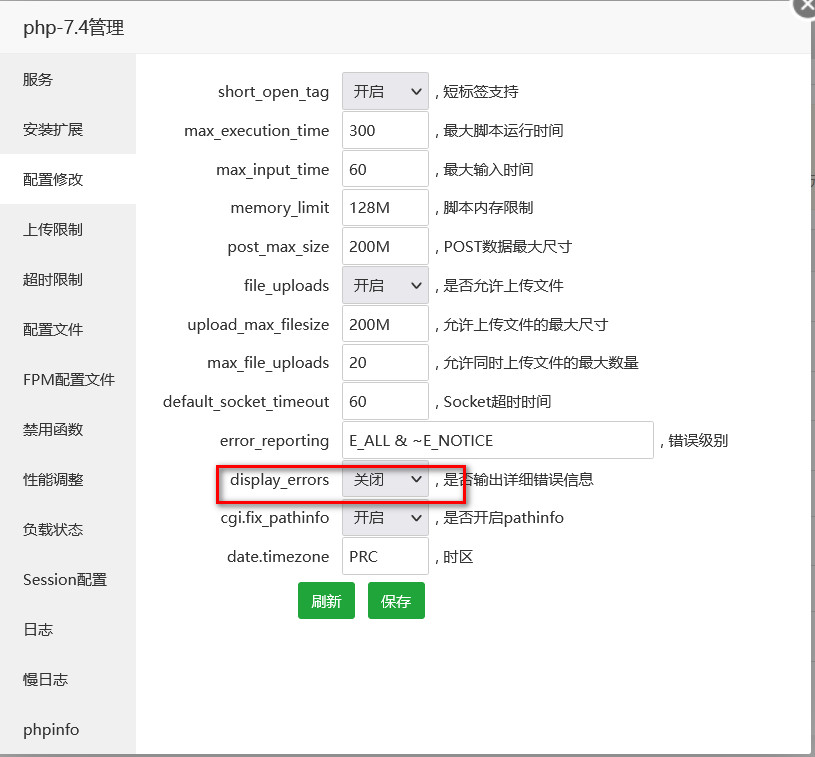 php-7.4管理
服务
安装扩展
配置修改
上传限制
超时限制
配置文件
FPM配置文件
禁用函数
性能调整
负载状态
Session配置
日志
慢日志
phpinfo
short_open_tag 开启 , 短标签支持
max_execution_time 300 , 最大脚本运行时间
max_input_time 60 , 最大输入时间
memory_limit 128M , 脚本内存限制
post_max_size 200M , POST数据最大尺寸
file_uploads 开启 , 是否允许上传文件
upload_max_filesize 200M , 允许上传文件的最大尺寸
max_file_uploads 20 , 允许同时上传文件的最大数量
default_socket_timeout 60 , Socket超时时间
error_reporting E_ALL & ~E_NOTICE , 错误级别
display_errors 关闭 , 是否输出详细错误信息
cgi.fix_pathinfo 开启 , 是否开启pathinfo
date.timezone PRC , 时区
刷新 保存